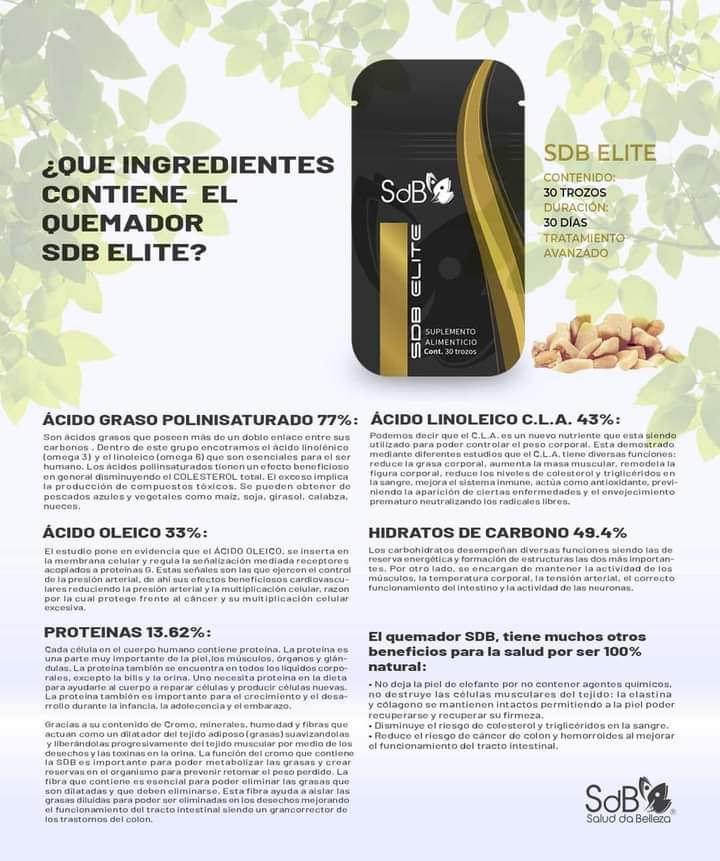 ¿QUE INGREDIENTES
CONTIENE EL
QUEMADOR
SDB ELITE?
SdB
SDB ELITE
SUPLEMENTO
ALIMENTICIO
Cont. 30 trozos
SDB ELITE
CONTENIDO:
30 TROZOS
DURACIÓN:
30 DÍAS
TRATAMIENTO
AVANZADO
ÁCIDO GRASO POLINISATURADO 77%:
Son ácidos grasos que poseen más de un doble enlace entre sus
carbonos . Dentro de este grupo encotramos el ácido linolénico
(omega 3) y el linoleico (omega 6) que son esenciales para el ser
humano. Los ácidos poliinsaturados tienen un efecto beneficioso
en general disminuyendo el COLESTEROL total. El exceso implica
la producción de compuestos tóxicos. Se pueden obtener de
pescados azules y vegetales como maíz, soja, girasol, calabza,
nueces.
ÁCIDO OLEICO 33%:
El estudio pone en evidencia que el ÁCIDO OLEICO, se inserta en
la membrana celular y regula la señalización mediada receptores
acoplados a proteínas G. Estas señales son las que ejercen el control
de la presión arterial, de ahí sus efectos beneficiosos cardiovascu-
lares reduciendo la presión arterial y la multiplicación celular, razon
por la cual protege frente al cáncer y su multiplicación celular
excesiva.
PROTEINAS 13.62%:
Cada célula en el cuerpo humano contiene proteína. La proteína es
una parte muy importante de la piel,los músculos, órganos y glán-
dulas. La proteína también se encuentra en todos los líquidos corpo-
rales, excepto la bilis y la orina. Uno necesita proteína en la dieta
para ayudarle al cuerpo a reparar células y producir células nuevas.
La proteína también es importante para el crecimiento y el desa-
rrollo durante la infancia, la adolecencia y el embarazo.
Gracias a su contenido de Cromo, minerales, humedad y fibras que
actuan como un dilatador del tejido adiposo (grasas) suavizandolas
y liberándolas progresivamente del tejido muscular por medio de los
desechos y las toxinas en la orina. La función del cromo que contiene
la SDB es importante para poder metabolizar las grasas y crear
reservas en el organismo para prevenir retomar el peso perdido. La
fibra que contiene es esencial para poder eliminar las grasas que
son dilatadas y que deben eliminarse. Esta fibra ayuda a aislar las
grasas diluidas para poder ser eliminadas en los desechos mejorando
el funcionamiento del tracto intestinal siendo un grancorrector de
los trastornos del colon.
ÁCIDO LINOLEICO C.L.A. 43%:
Podemos decir que el C.L.A. es un nuevo nutriente que esta siendo
utilizado para poder controlar el peso corporal. Esta demostrado
mediante diferentes estudios que el C.L.A. tiene diversas funciones:
reduce la grasa corporal, aumenta la masa muscular, remodela la
figura corporal, reduce los niveles de colesterol y triglicéridos en
la sangre, mejora el sistema inmune, actúa como antioxidante, previ-
niendo la aparición de ciertas enfermedades y el envejecimiento
prematuro neutralizando los radicales libres.
HIDRATOS DE CARBONO 49.4%
Los carbohidratos desempeñan diversas funciones siendo las de
reserva energética y formación de estructuras las dos más importan-
tes. Por otro lado, se encargan de mantener la actividad de los
músculos, la temperatura corporal, la tensión arterial, el correcto
funcionamiento del intestino y la actividad de las neuronas.
El quemador SDB, tiene muchos otros
beneficios para la salud por ser 100%
natural:
• No deja la piel de elefante por no contener agentes químicos,
no destruye las células musculares del tejido: la elastina
y cólageno se mantienen intactos permitiendo a la piel poder
recuperarse y recuperar su firmeza.
• Disminuye el riesgo de colesterol y triglicéridos en la sangre.
• Reduce el riesgo de cáncer de colon y hemorroides al mejorar
el funcionamiento del tracto intestinal.
SdB®
Salud da Belleza